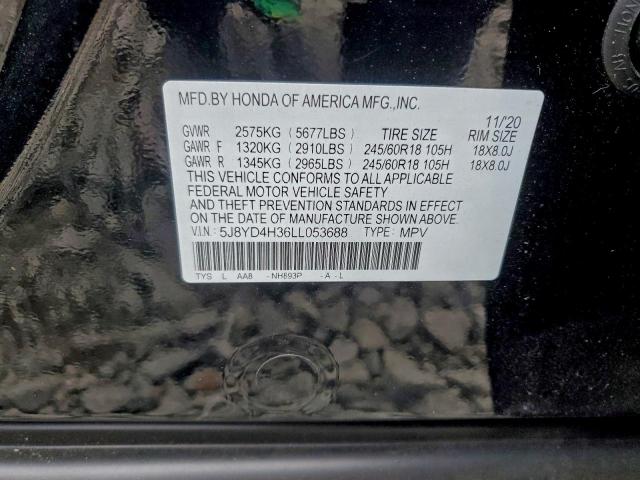 MFD.BY HONDA OF AMERICA MFG.,INC.
11/20
GVWR 2575KG (5677LBS) TIRE SIZE RIM SIZE
GAWR F 1320KG (2910LBS) 245/60R18 105H 18X8.0J
GAWR R 1345KG (2965LBS) 245/60R18 105H 18X8.0J
THIS VEHICLE CONFORMS TO ALL APPLICABLE
FEDERAL MOTOR VEHICLE SAFETY
AND THEFT PREVENTION STANDARDS IN EFFECT
ON THE DATE OF MANUFACTURE SHOWN ABOVE.
V.I.N: 5J8YD4H36LL053688 TYPE: MPV
TYS L AA8 -NH893P -A-L